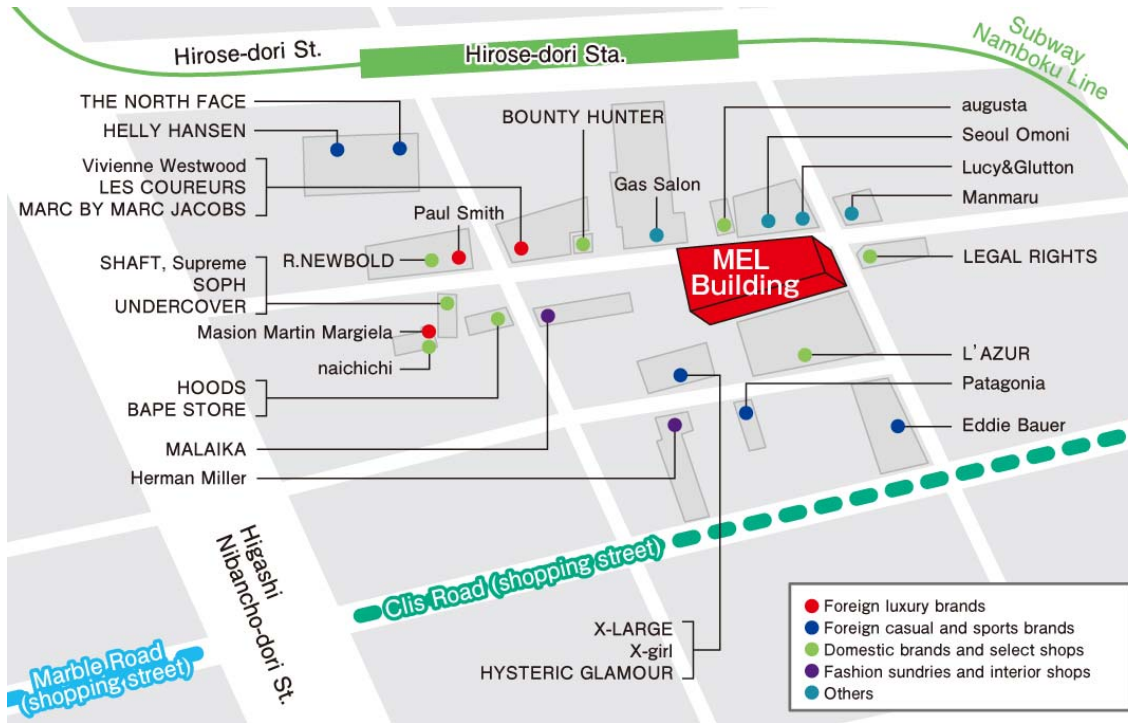 Hirose-dori St.
Hirose-dori Sta.
Subway
Namboku Line
THE NORTH FACE
HELLY HANSEN
Vivienne Westwood
LES COUREURS
MARC BY MARC JACOBS
Paul Smith
BOUNTY HUNTER
Gas Salon
augusta
Seoul Omoni
Lucy&Glutton
Manmaru
R.NEWBOLD
SHAFT, Supreme
SOPH
UNDERCOVER
Masion Martin Margiela
naichichi
HOODS
BAPE STORE
MALAIKA
Herman Miller
MEL
Building
LEGAL RIGHTS
L'AZUR
Patagonia
Eddie Bauer
Higashi
Nibancho-dori St.
Clis Road (shopping street)
Marble Road
(shopping street)
X-LARGE
X-girl
HYSTERIC GLAMOUR
Foreign luxury brands
Foreign casual and sports brands
Domestic brands and select shops
Fashion sundries and interior shops
Others